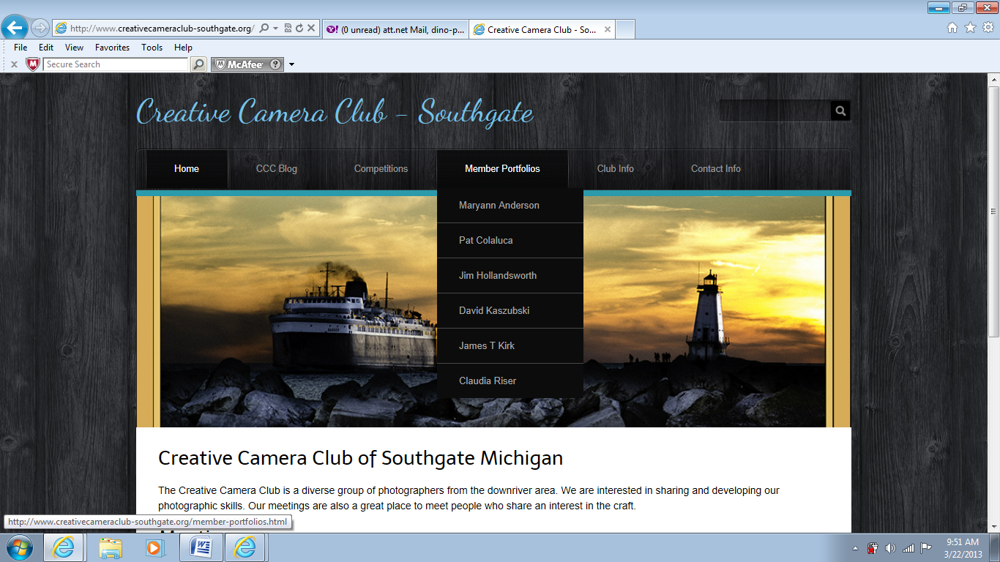 http://www.creativecameraclub-southgate.org/
(0 unread) att.net Mail, dino-p...
Creative Camera Club - So...
File Edit View Favorites Tools Help
Secure Search
McAfee
Creative Camera Club - Southgate
Home CCC Blog Competitions Member Portfolios Club Info Contact Info
Maryann Anderson
Pat Colaluca
Jim Hollandsworth
David Kaszubski
James T Kirk
Claudia Riser
BADGER
Creative Camera Club of Southgate Michigan
The Creative Camera Club is a diverse group of photographers from the downriver area. We are interested in sharing and developing our
photographic skills. Our meetings are also a great place to meet people who share an interest in the craft.
http://www.creativecameraclub-southgate.org/member-portfolios.html
9:51 AM
3/22/2013